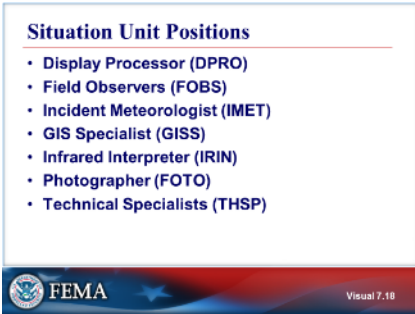 Situation Unit Positions
• Display Processor (DPRO)
• Field Observers (FOBS)
• Incident Meteorologist (IMET)
• GIS Specialist (GISS)
• Infrared Interpreter (IRIN)
• Photographer (FOTO)
• Technical Specialists (THSP)
FEMA
Visual 7.18